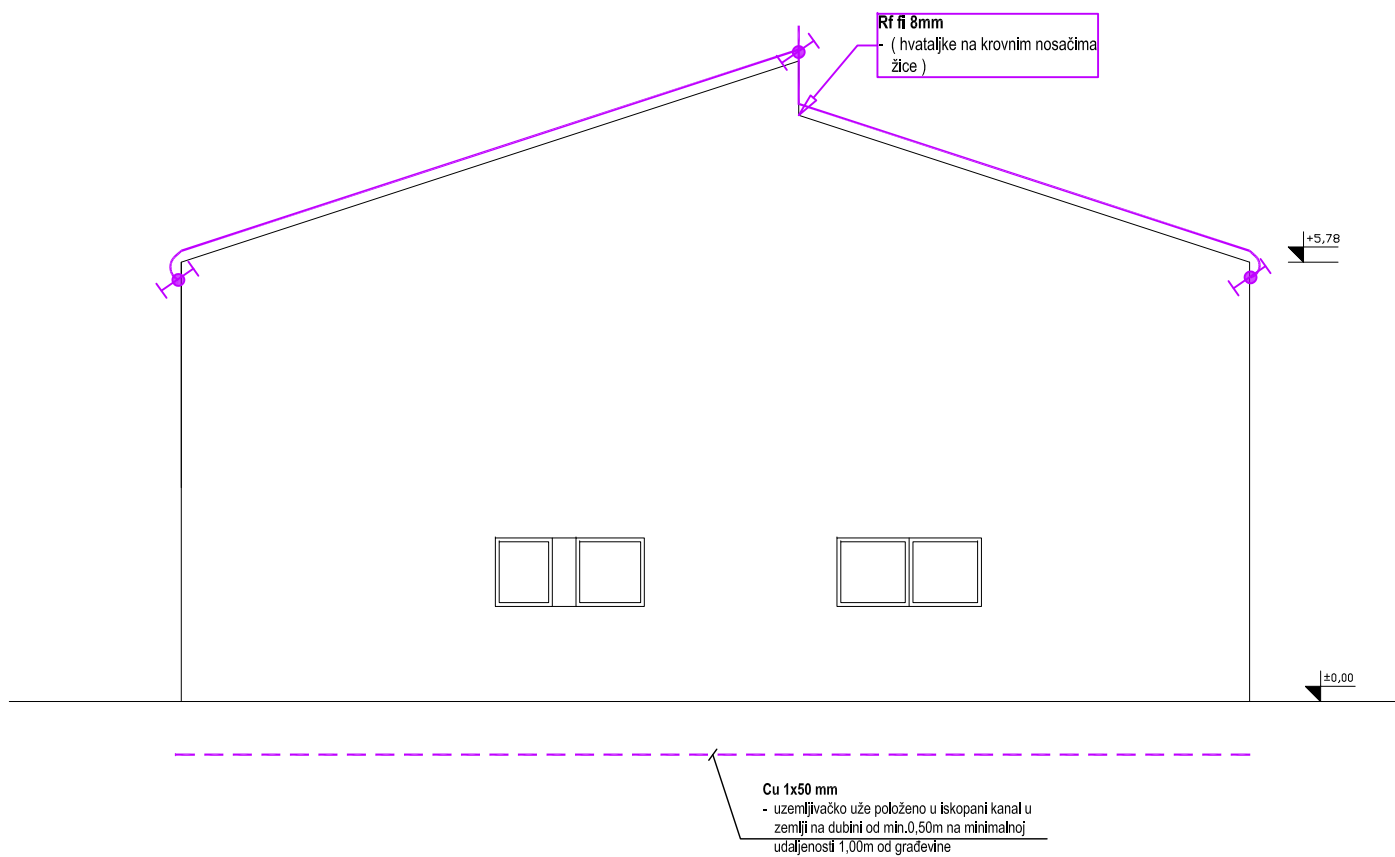 Rf fi 8mm
- ( hvataljke na krovnim nosačima
žice )
+5,78
±0,00
Cu 1x50 mm
- uzemljivačko uže položeno u iskopani kanal u
zemlji na dubini od min.0,50m na minimalnoj
udaljenosti 1,00m od građevine